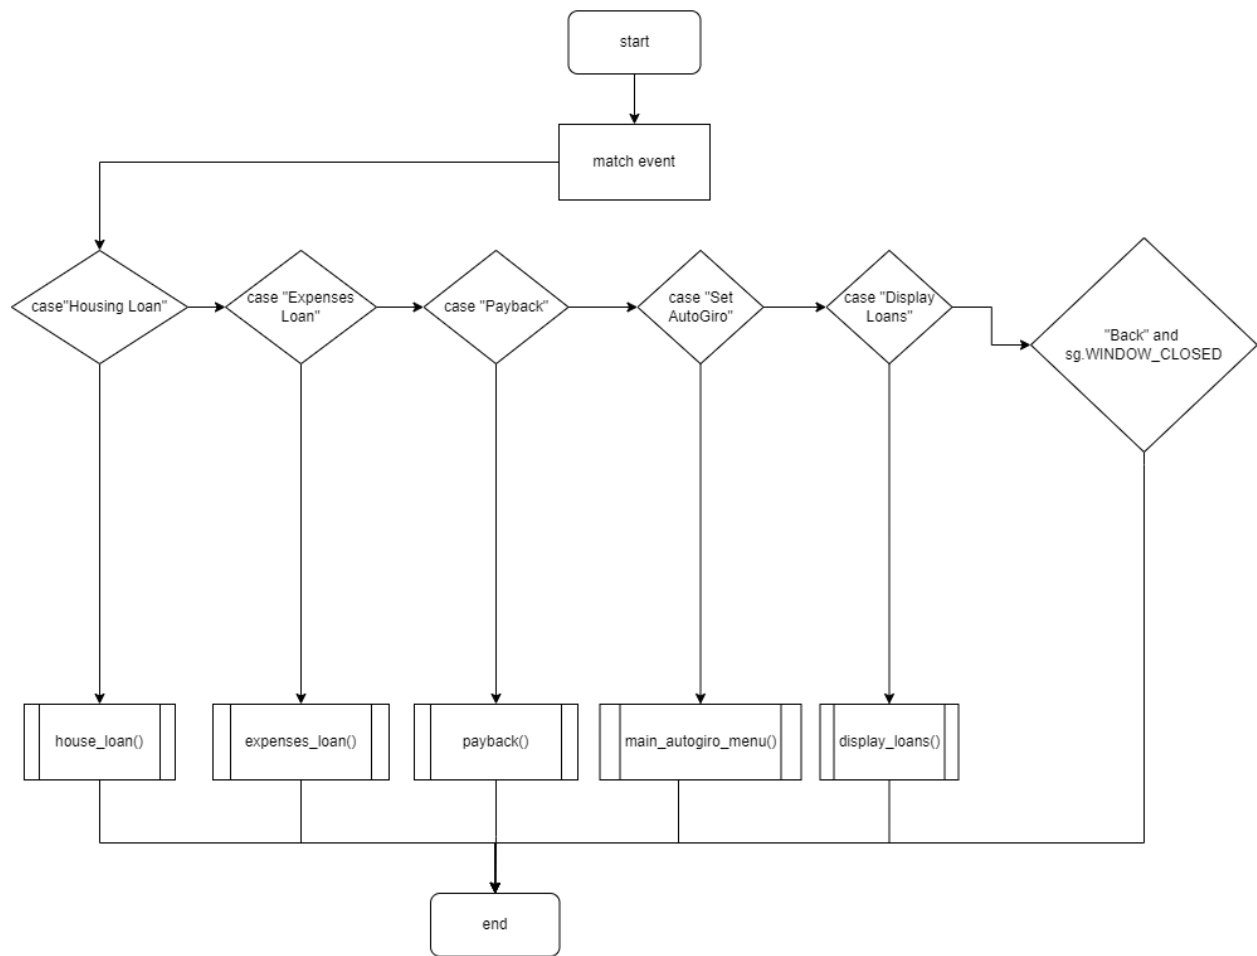 start
match event
case"Housing Loan"
case "Expenses
Loan"
case "Payback"
case "Set
AutoGiro"
case "Display
Loans"
"Back" and
sg.WINDOW_CLOSED
house_loan()
expenses_loan()
payback()
main_autogiro_menu()
display_loans()
end